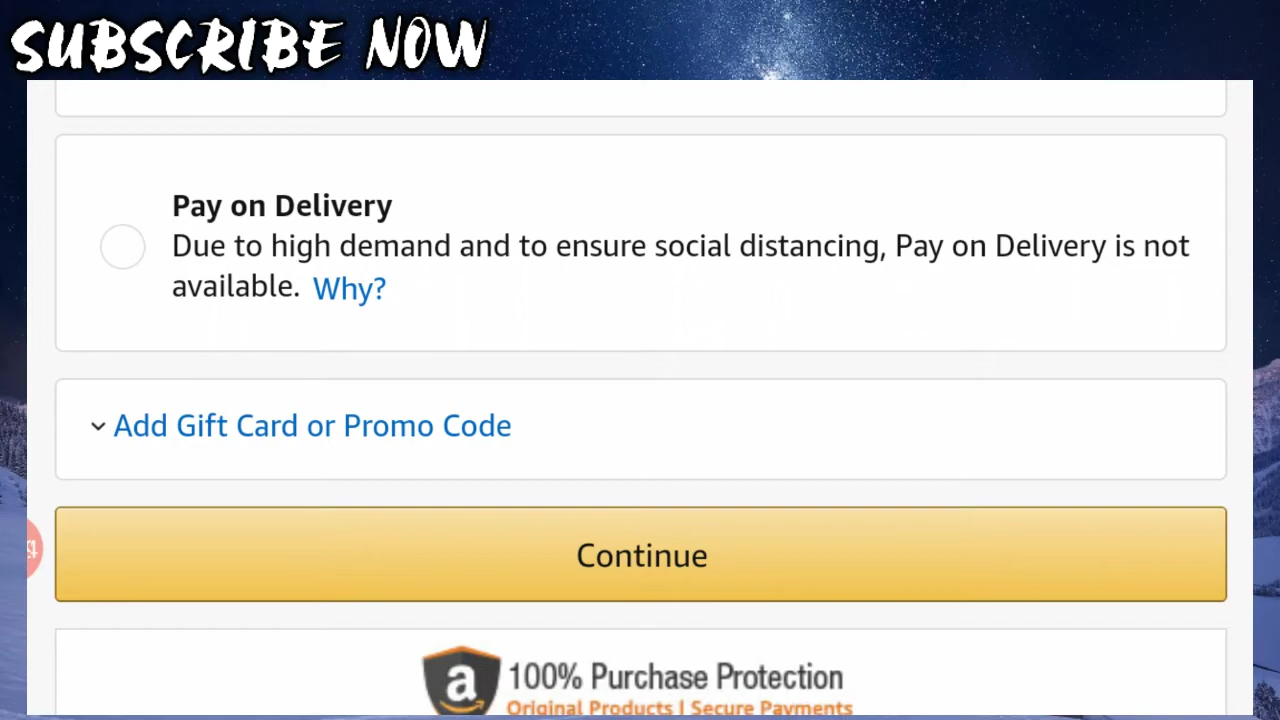 SUBSCRIBE NOW
Pay on Delivery
Due to high demand and to ensure social distancing, Pay on Delivery is not
available. Why?
Add Gift Card or Promo Code
Continue
a 100% Purchase Protection
Original Products | Secure Payments